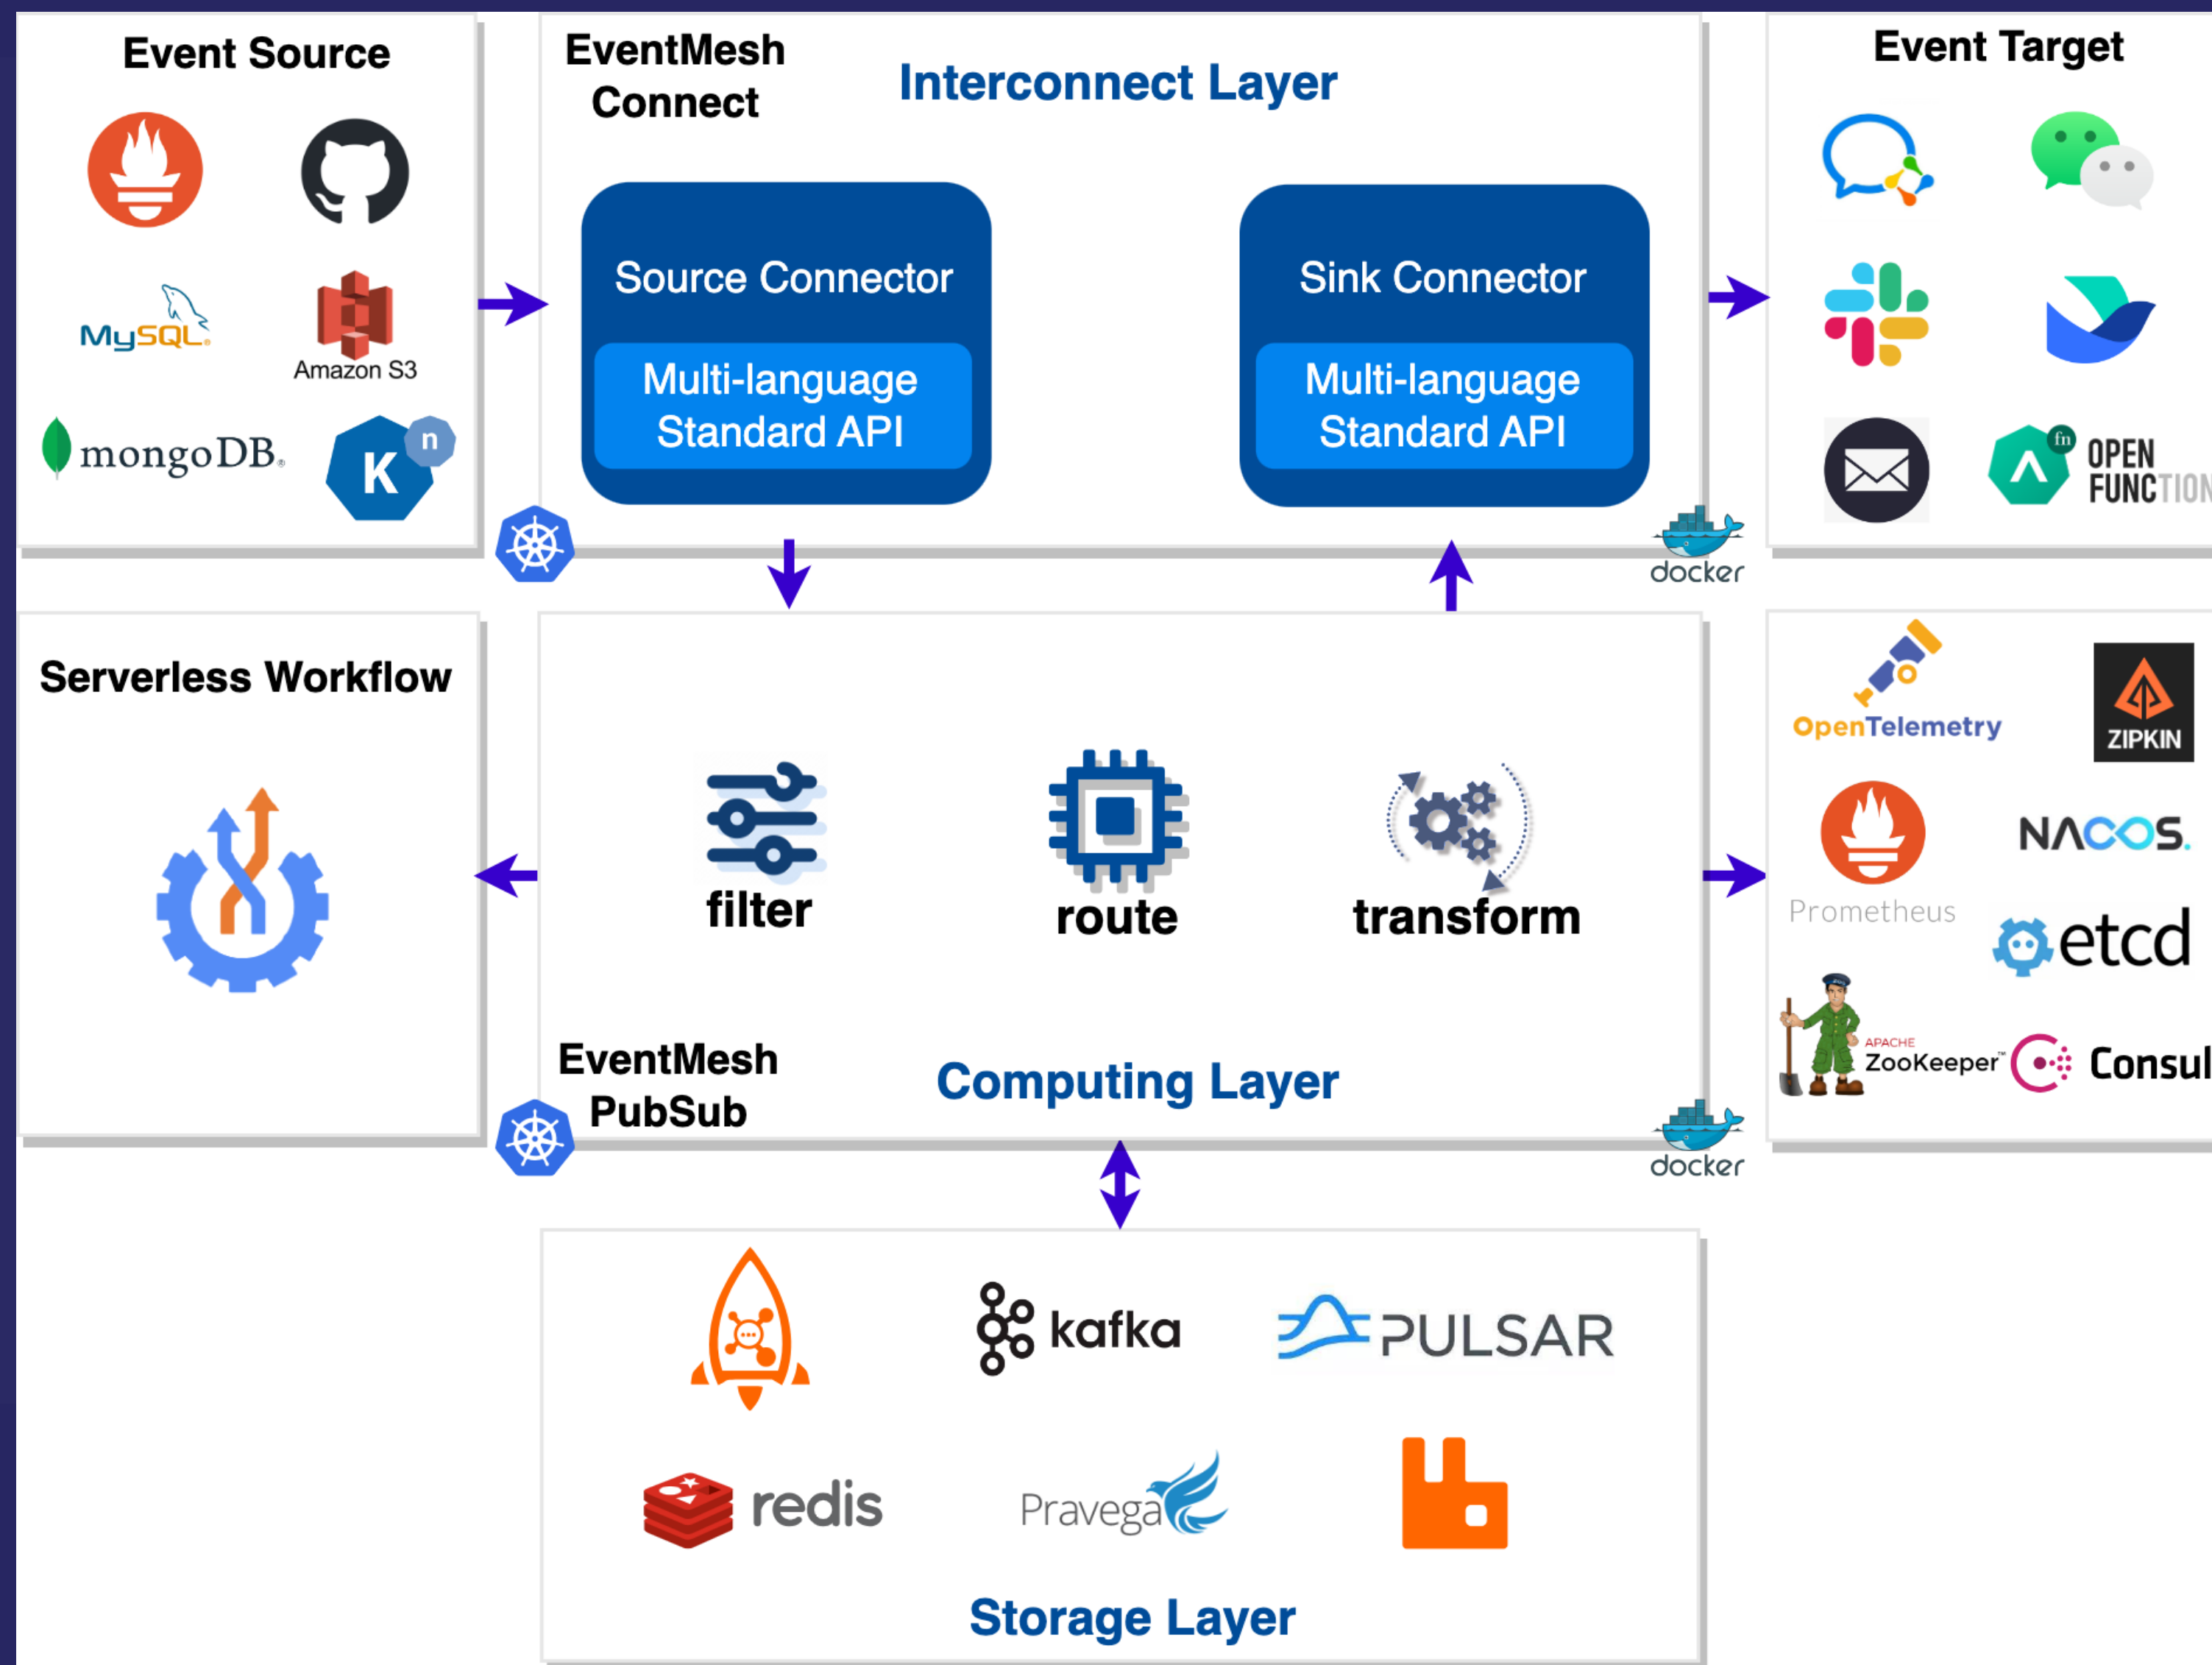 Event Source
MySQL
Amazon S3
mongoDB
K
n
EventMesh
Connect
Interconnect Layer
Source Connector
Multi-language
Standard API
Sink Connector
Multi-language
Standard API
docker
Event Target
fn
OPEN
FUNCTION
Serverless Workflow
filter
route
transform
EventMesh
PubSub
Computing Layer
docker
OpenTelemetry
ZIPKIN
Prometheus
NACOS.
etcd
APACHE
ZooKeeper™
Consul
kafka
PULSAR
redis
Pravega
Storage Layer